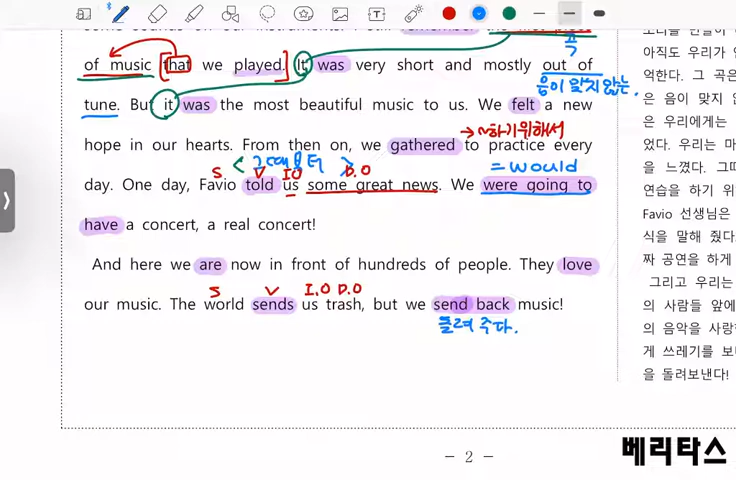 of music that we played. It was very short and mostly out of
음이 맞지 않는.
tune. But it was the most beautiful music to us. We felt a new
→ ~하기위해서
hope in our hearts. From then on, we gathered to practice every
< 그때부터 >
= would
S V IO D.O
day. One day, Favio told us some great news. We were going to
have a concert, a real concert!
And here we are now in front of hundreds of people. They love
S V I.O D.O
our music. The world sends us trash, but we send back music!
돌려 주다.
- 2 -
아직도 우리가
억한다. 그 곡은
은 음이 맞지
은 우리에게는
었다. 우리는 마
을 느꼈다. 그때
연습을 하기 위
Favio 선생님은
식을 말해 줬다
짜 공연을 하게
그리고 우리는
의 사람들 앞에
의 음악을 사랑
게 쓰레기를 보
을 돌려보낸다!
베리타스